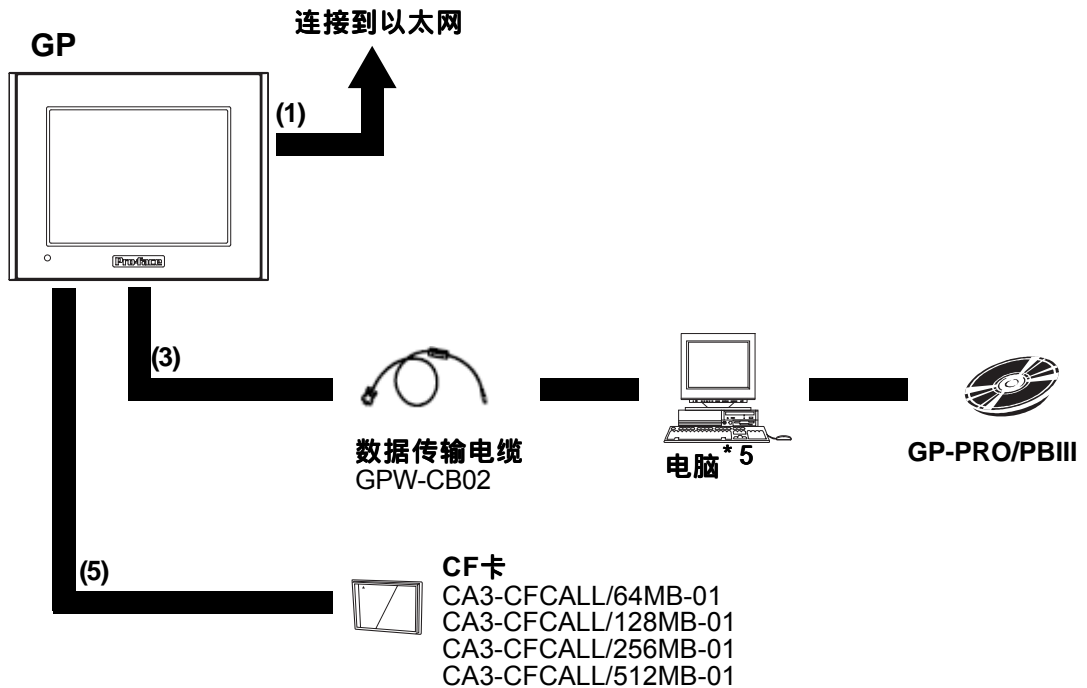 连接到以太网
GP
(1)
Pro-face
(3)
数据传输电缆
GPW-CB02
电脑*5
GP-PRO/PBIII
(5)
CF卡
CA3-CFCALL/64MB-01
CA3-CFCALL/128MB-01
CA3-CFCALL/256MB-01
CA3-CFCALL/512MB-01